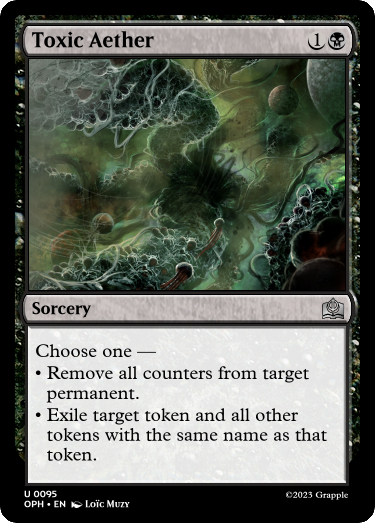 Toxic Aether 1
Sorcery
Choose one —
• Remove all counters from target
permanent.
• Exile target token and all other
tokens with the same name as that
token.
U 0095
OPH • EN Loïc Muzy
©2023 Grapple